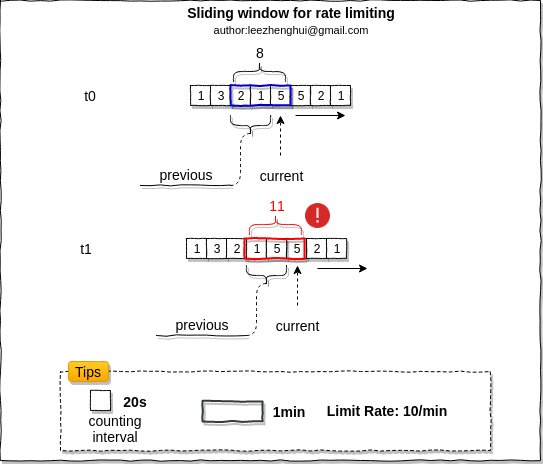 Sliding window for rate limiting
author:leezhenghui@gmail.com
8
t0
1 3 2 1 5 5 2 1
previous
current
11
!
t1
1 3 2 1 5 5 2 1
previous
current
Tips
20s
counting
interval
1min
Limit Rate: 10/min